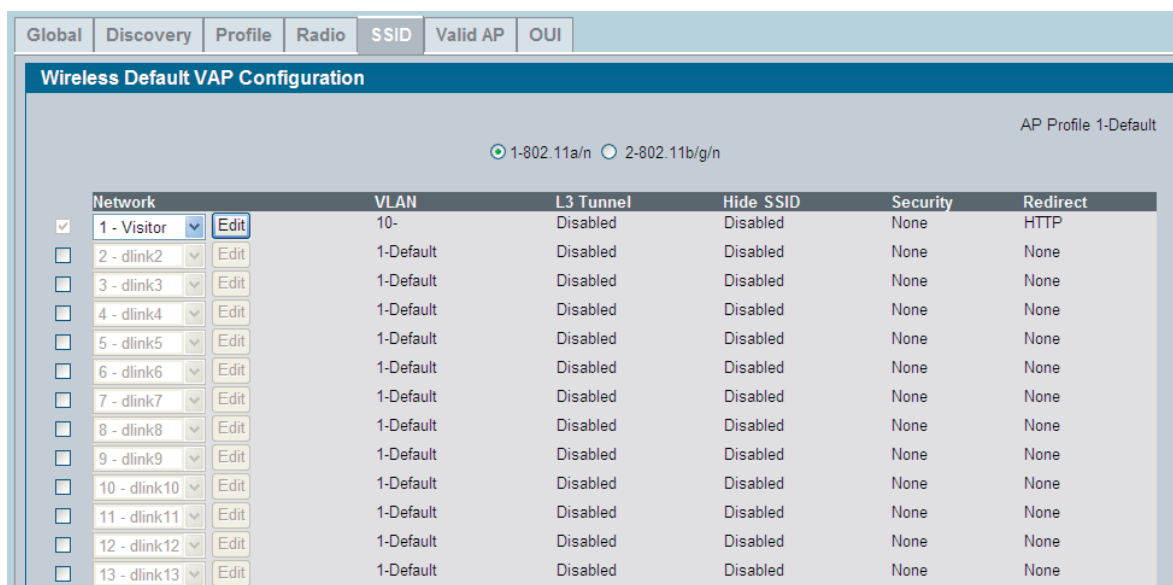 Global Discovery Profile Radio SSID Valid AP OUI
Wireless Default VAP Configuration
AP Profile 1-Default
1-802.11a/n 2-802.11b/g/n
Network VLAN L3 Tunnel Hide SSID Security Redirect
1 - Visitor Edit 10- Disabled Disabled None HTTP
2 - dlink2 Edit 1-Default Disabled Disabled None None
3 - dlink3 Edit 1-Default Disabled Disabled None None
4 - dlink4 Edit 1-Default Disabled Disabled None None
5 - dlink5 Edit 1-Default Disabled Disabled None None
6 - dlink6 Edit 1-Default Disabled Disabled None None
7 - dlink7 Edit 1-Default Disabled Disabled None None
8 - dlink8 Edit 1-Default Disabled Disabled None None
9 - dlink9 Edit 1-Default Disabled Disabled None None
10 - dlink10 Edit 1-Default Disabled Disabled None None
11 - dlink11 Edit 1-Default Disabled Disabled None None
12 - dlink12 Edit 1-Default Disabled Disabled None None
13 - dlink13 Edit 1-Default Disabled Disabled None None